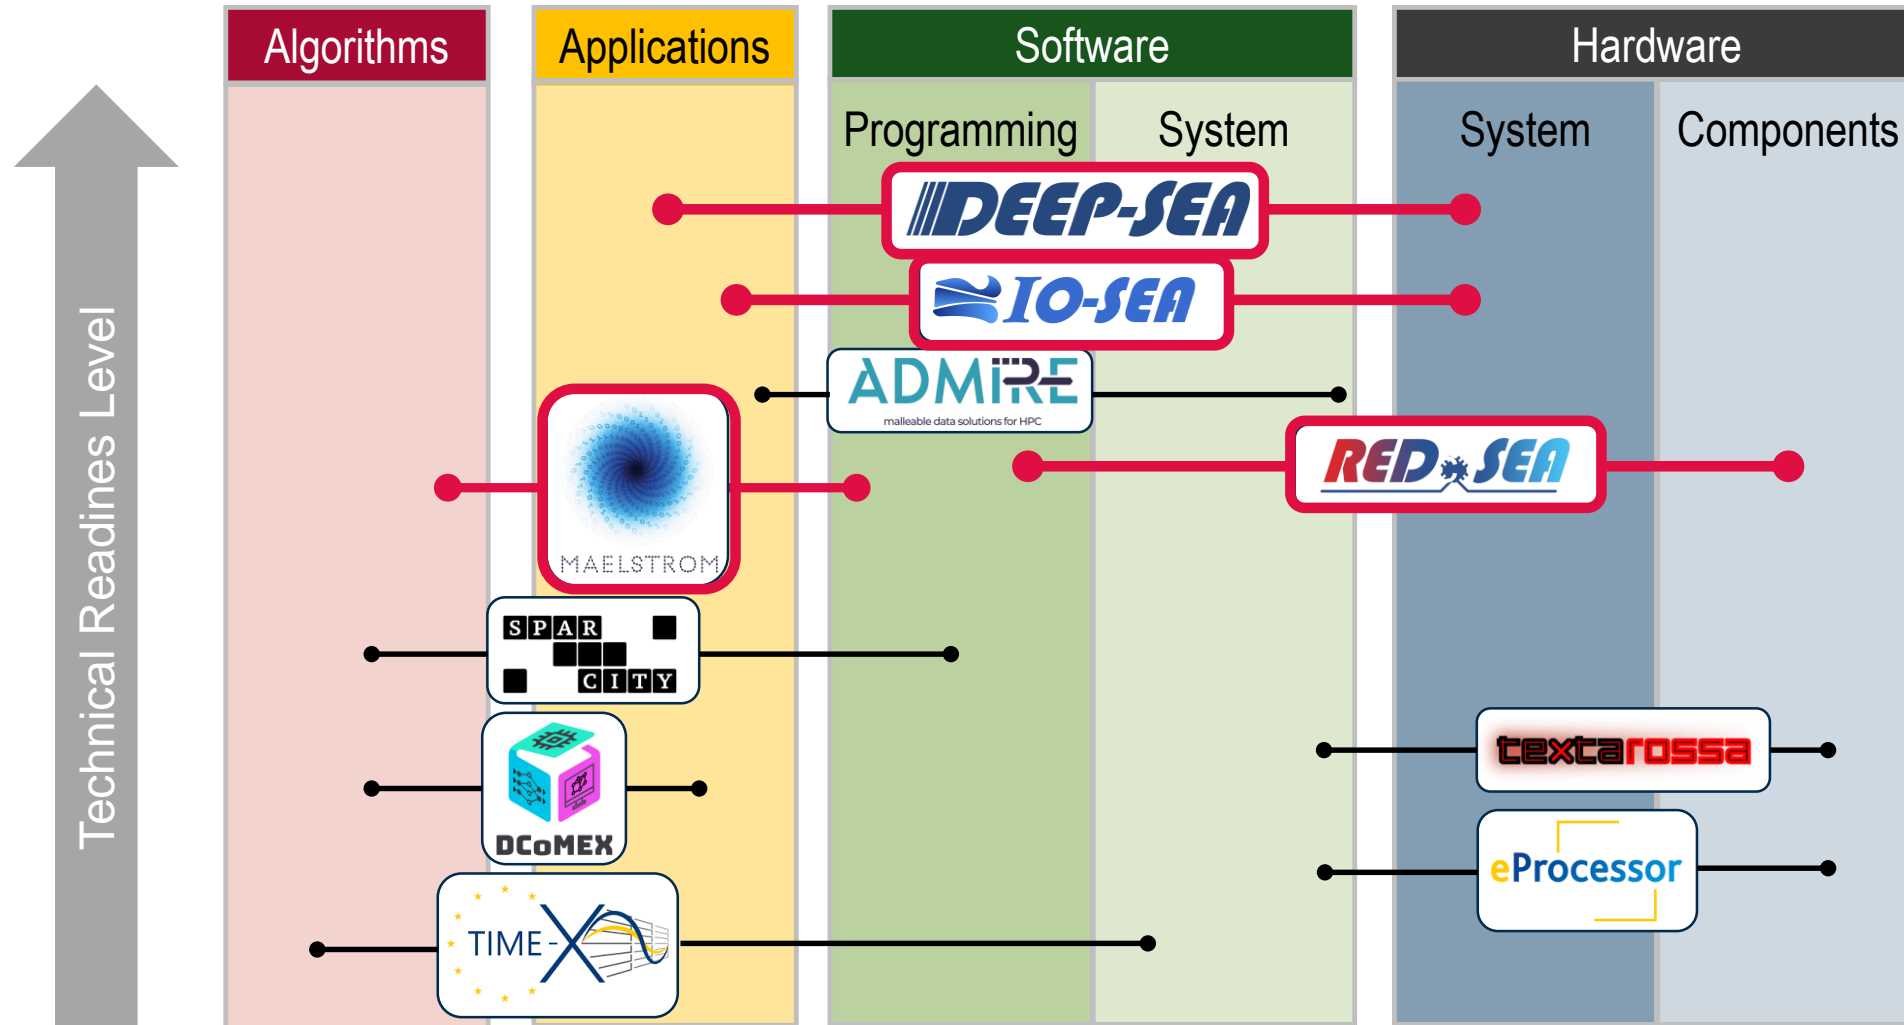 Algorithms
Applications
Software
Hardware
Programming
System
System
Components
Technical Readines Level
DEEP-SEA
IO-SEA
ADMIRE
malleable data solutions for HPC
RED SEA
MAELSTROM
SPAR
CITY
textarossa
DCoMEX
eProcessor
TIME-X